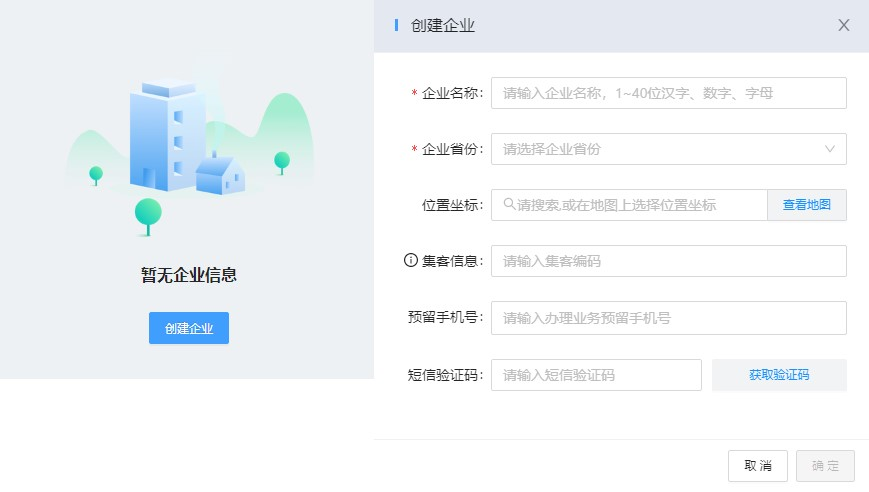 暂无企业信息
创建企业
创建企业
* 企业名称: 请输入企业名称，1~40位汉字、数字、字母
* 企业省份: 请选择企业省份
位置坐标: 请搜索,或在地图上选择位置坐标 查看地图
集客信息: 请输入集客编码
预留手机号: 请输入办理业务预留手机号
短信验证码: 请输入短信验证码 获取验证码
取 消 确 定